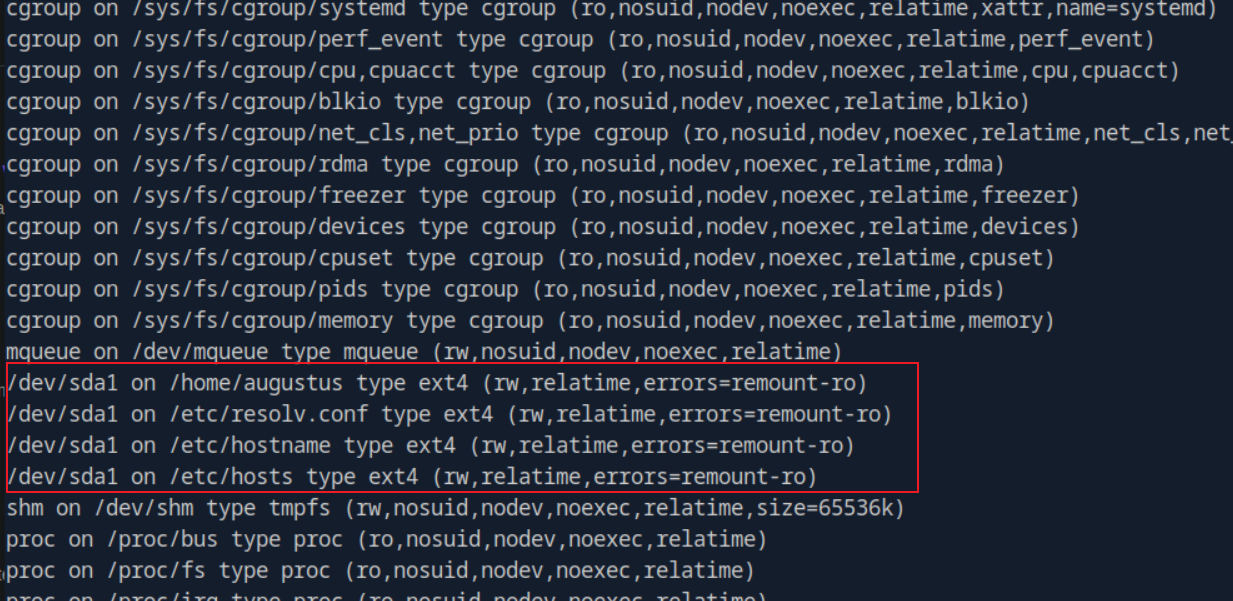 cgroup on /sys/fs/cgroup/systemd type cgroup (ro,nosuid,nodev,noexec,relatime,xattr,name=systemd)
cgroup on /sys/fs/cgroup/perf_event type cgroup (ro,nosuid,nodev,noexec,relatime,perf_event)
cgroup on /sys/fs/cgroup/cpu,cpuacct type cgroup (ro,nosuid,nodev,noexec,relatime,cpu,cpuacct)
cgroup on /sys/fs/cgroup/blkio type cgroup (ro,nosuid,nodev,noexec,relatime,blkio)
cgroup on /sys/fs/cgroup/net_cls,net_prio type cgroup (ro,nosuid,nodev,noexec,relatime,net_cls,net_
cgroup on /sys/fs/cgroup/rdma type cgroup (ro,nosuid,nodev,noexec,relatime,rdma)
cgroup on /sys/fs/cgroup/freezer type cgroup (ro,nosuid,nodev,noexec,relatime,freezer)
cgroup on /sys/fs/cgroup/devices type cgroup (ro,nosuid,nodev,noexec,relatime,devices)
cgroup on /sys/fs/cgroup/cpuset type cgroup (ro,nosuid,nodev,noexec,relatime,cpuset)
cgroup on /sys/fs/cgroup/pids type cgroup (ro,nosuid,nodev,noexec,relatime,pids)
cgroup on /sys/fs/cgroup/memory type cgroup (ro,nosuid,nodev,noexec,relatime,memory)
mqueue on /dev/mqueue type mqueue (rw,nosuid,nodev,noexec,relatime)
/dev/sda1 on /home/augustus type ext4 (rw,relatime,errors=remount-ro)
/dev/sda1 on /etc/resolv.conf type ext4 (rw,relatime,errors=remount-ro)
/dev/sda1 on /etc/hostname type ext4 (rw,relatime,errors=remount-ro)
/dev/sda1 on /etc/hosts type ext4 (rw,relatime,errors=remount-ro)
shm on /dev/shm type tmpfs (rw,nosuid,nodev,noexec,relatime,size=65536k)
proc on /proc/bus type proc (ro,nosuid,nodev,noexec,relatime)
proc on /proc/fs type proc (ro,nosuid,nodev,noexec,relatime)
proc on /proc/irq type proc (ro,nosuid,nodev,noexec,relatime)